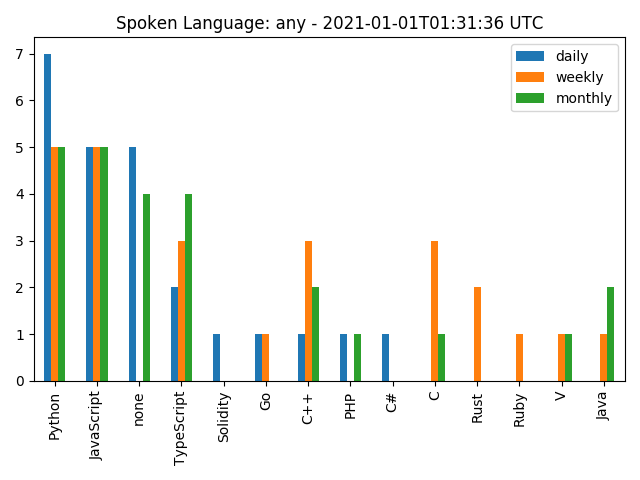 Spoken Language: any - 2021-01-01T01:31:36 UTC
daily
weekly
monthly
7
6
5
4
3
2
1
0
Python
JavaScript
none
TypeScript
Solidity
Go
C++
PHP
C#
C
Rust
Ruby
V
Java